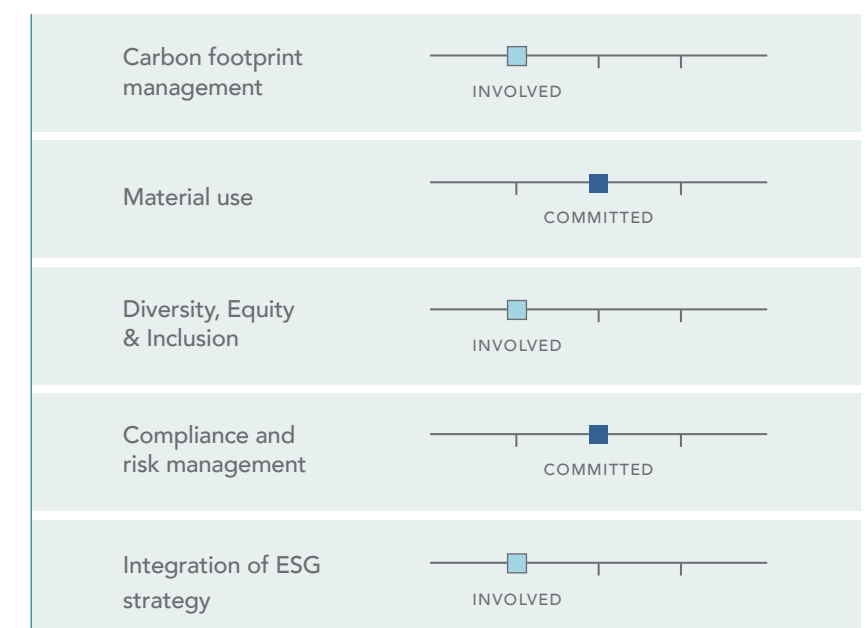 Carbon footprint
management
INVOLVED
Material use
COMMITTED
Diversity, Equity
& Inclusion
INVOLVED
Compliance and
risk management
COMMITTED
Integration of ESG
strategy
INVOLVED